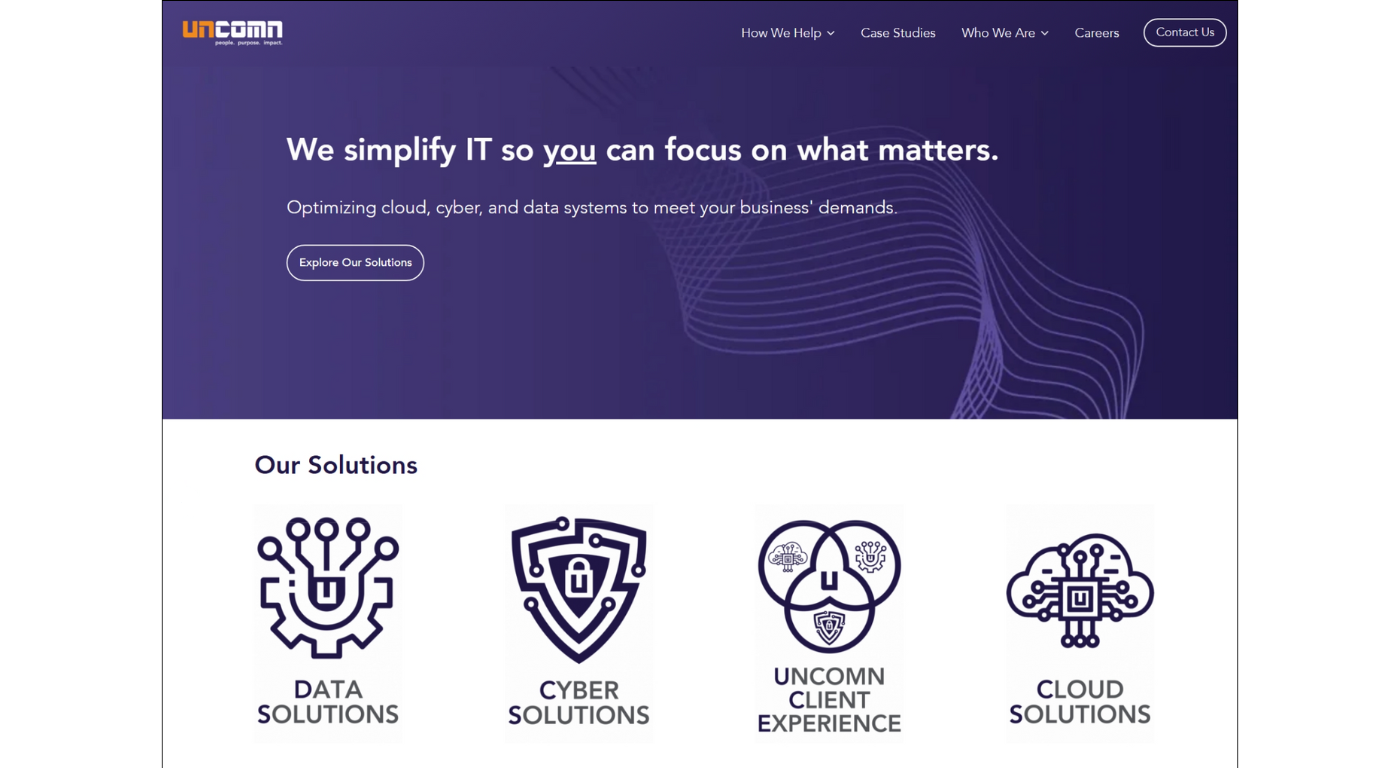 uncomn
people. purpose. impact.
How We Help
Case Studies
Who We Are
Careers
Contact Us
We simplify IT so you can focus on what matters.
Optimizing cloud, cyber, and data systems to meet your business' demands.
Explore Our Solutions
Our Solutions
U
DATA
SOLUTIONS
U
CYBER
SOLUTIONS
U
U
UNCOMN
CLIENT
EXPERIENCE
U
CLOUD
SOLUTIONS